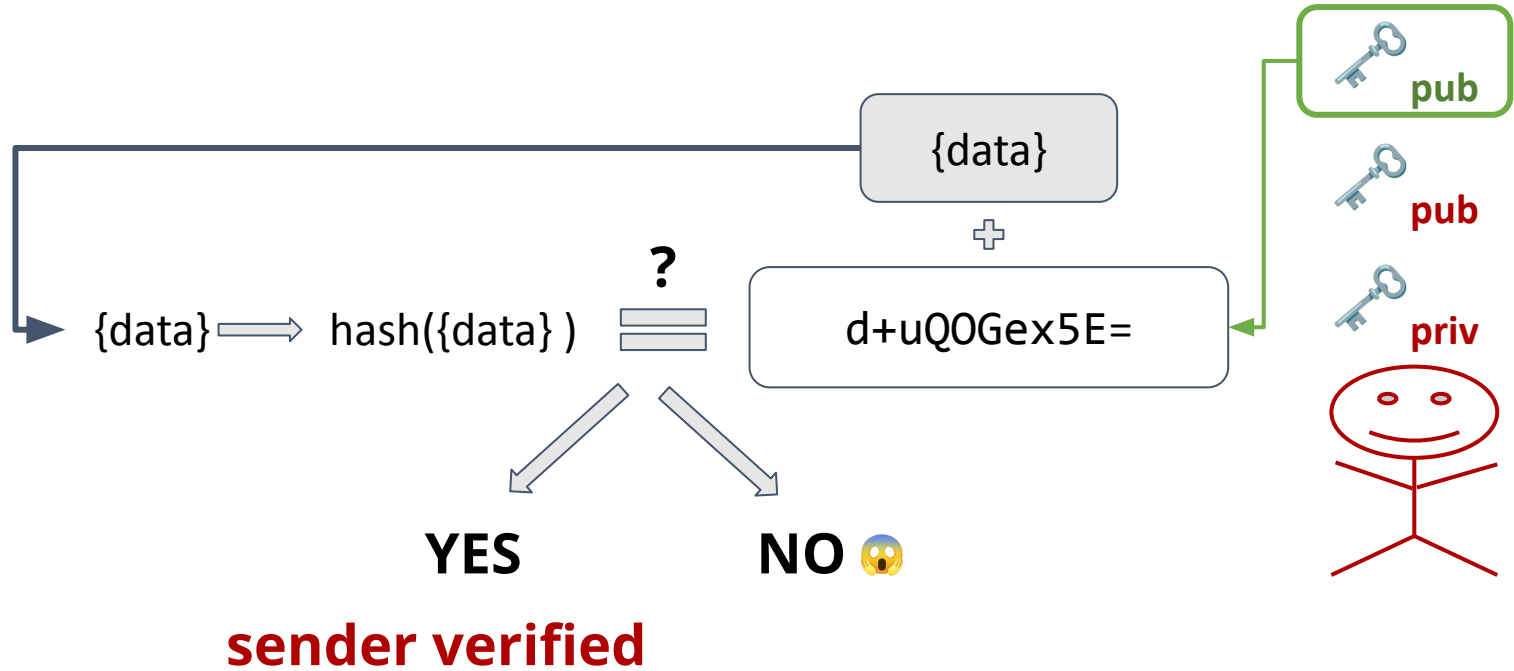 pub
{data}
pub
?
{data}
hash({data} )
d+uQOGex5E=
priv
YES
NO 😱
sender verified